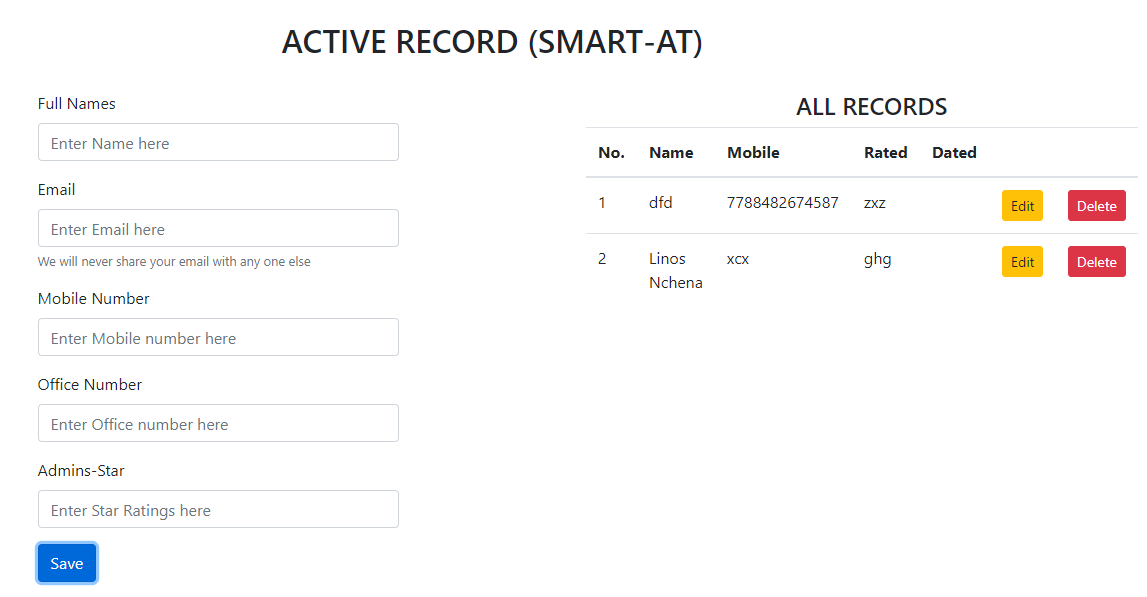 ACTIVE RECORD (SMART-AT)
Full Names
Enter Name here
Email
Enter Email here
We will never share your email with any one else
Mobile Number
Enter Mobile number here
Office Number
Enter Office number here
Admins-Star
Enter Star Ratings here
Save
ALL RECORDS
No. Name Mobile Rated Dated
1 dfd 7788482674587 zxz Edit Delete
2 Linos xcx ghg Edit Delete
Nchena